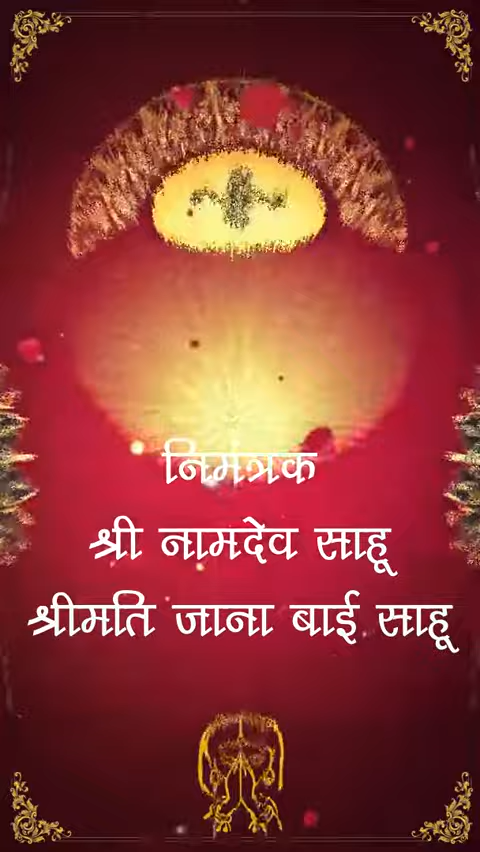 निमंत्रक
श्री नामदेव साहू
श्रीमति जाना बाई साहू